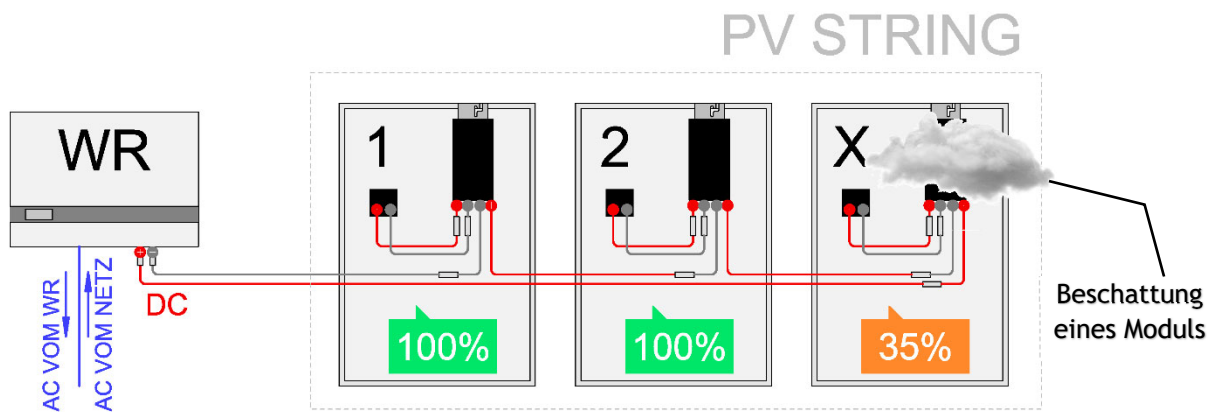 PV STRING
WR
1
2
X
DC
AC VOM WR
AC VOM NETZ
100%
100%
35%
Beschattung
eines Moduls